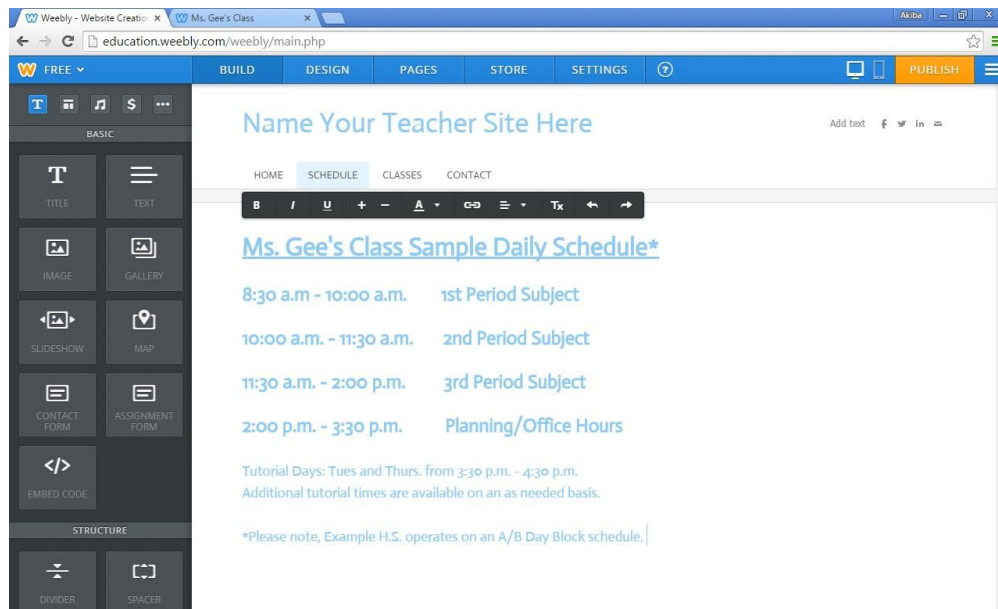 Weebly - Website Creatio
Ms. Gee's Class
Akiba
education.weebly.com/weebly/main.php
FREE
BUILD
DESIGN
PAGES
STORE
SETTINGS
?
PUBLISH
T
$
BASIC
T
TITLE
TEXT
IMAGE
GALLERY
SLIDESHOW
MAP
CONTACT
FORM
ASSIGNMENT
FORM
</>
EMBED CODE
STRUCTURE
DIVIDER
SPACER
Name Your Teacher Site Here
Add text f in
HOME SCHEDULE CLASSES CONTACT
B I U + − A Tx
Ms. Gee's Class Sample Daily Schedule*
8:30 a.m - 10:00 a.m. 1st Period Subject
10:00 a.m. - 11:30 a.m. 2nd Period Subject
11:30 a.m. - 2:00 p.m. 3rd Period Subject
2:00 p.m. - 3:30 p.m. Planning/Office Hours
Tutorial Days: Tues and Thurs. from 3:30 p.m. - 4:30 p.m.
Additional tutorial times are available on an as needed basis.
*Please note, Example H.S. operates on an A/B Day Block schedule.